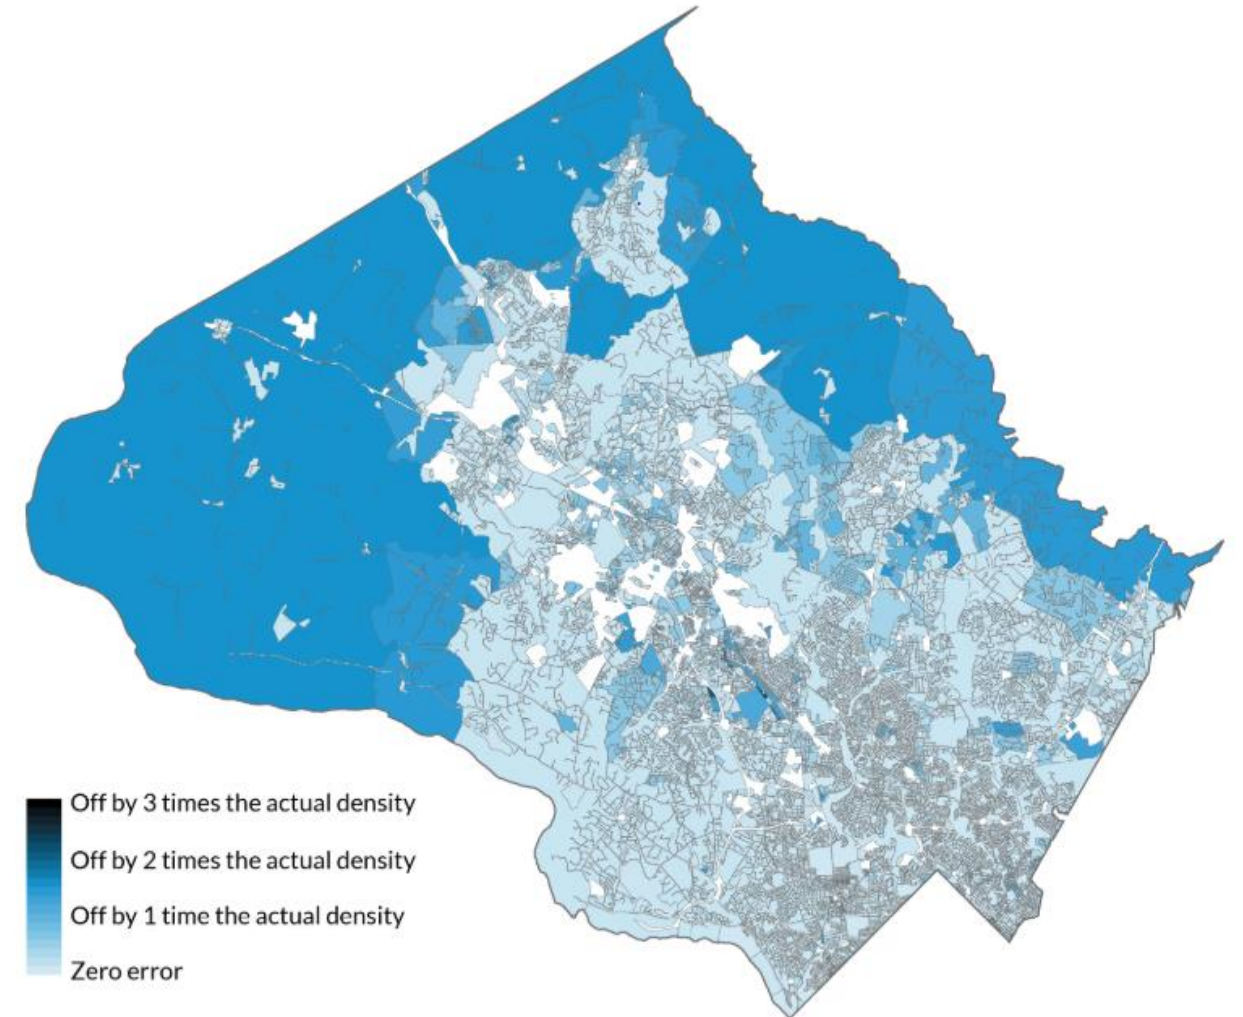 Off by 3 times the actual density
Off by 2 times the actual density
Off by 1 time the actual density
Zero error